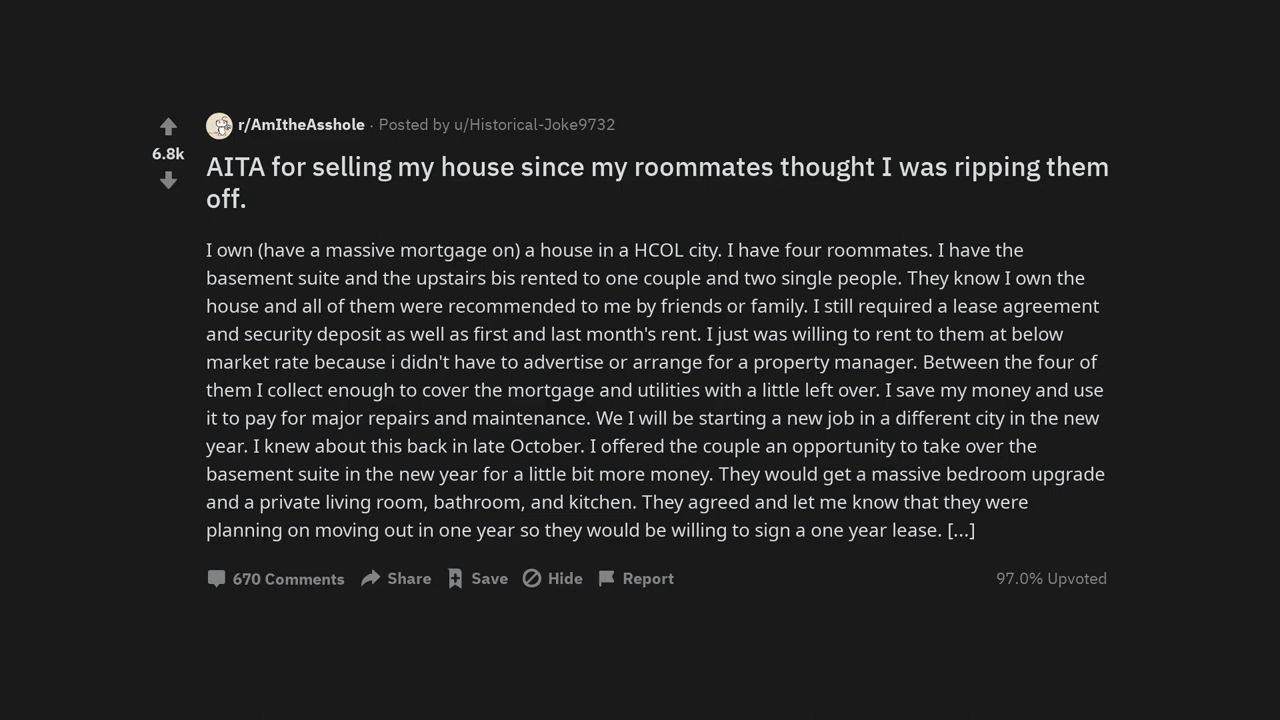 r/AmItheAsshole · Posted by u/Historical-Joke9732
6.8k
AITA for selling my house since my roommates thought I was ripping them
off.
I own (have a massive mortgage on) a house in a HCOL city. I have four roommates. I have the
basement suite and the upstairs bis rented to one couple and two single people. They know I own the
house and all of them were recommended to me by friends or family. I still required a lease agreement
and security deposit as well as first and last month's rent. I just was willing to rent to them at below
market rate because i didn't have to advertise or arrange for a property manager. Between the four of
them I collect enough to cover the mortgage and utilities with a little left over. I save my money and use
it to pay for major repairs and maintenance. We I will be starting a new job in a different city in the new
year. I knew about this back in late October. I offered the couple an opportunity to take over the
basement suite in the new year for a little bit more money. They would get a massive bedroom upgrade
and a private living room, bathroom, and kitchen. They agreed and let me know that they were
planning on moving out in one year so they would be willing to sign a one year lease. [...]
670 Comments Share Save Hide Report 97.0% Upvoted